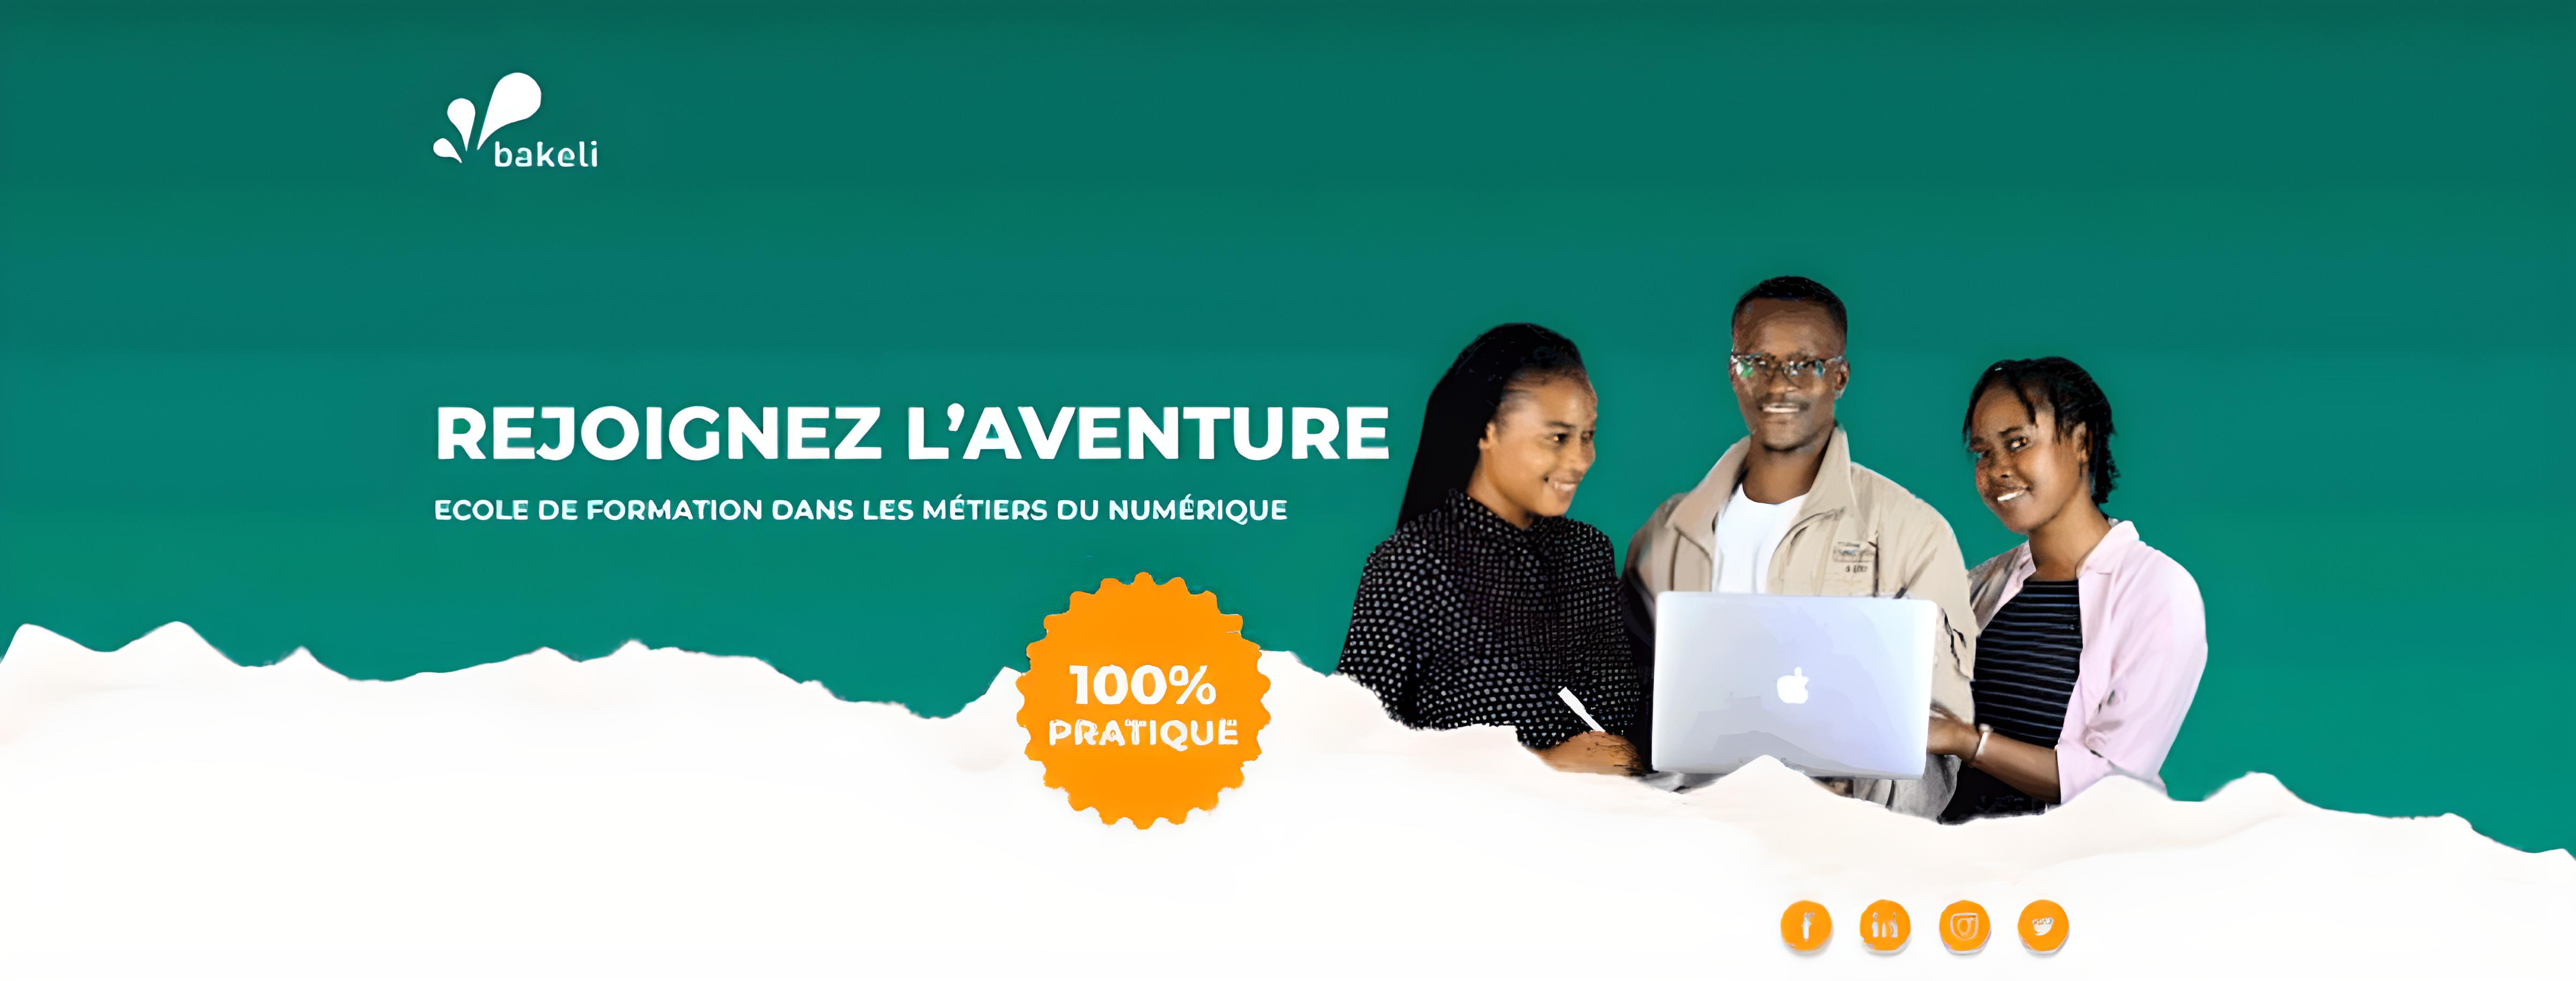 bakeli
REJOIGNEZ L’AVENTURE
ECOLE DE FORMATION DANS LES MÉTIERS DU NUMÉRIQUE
100%
PRATIQUE